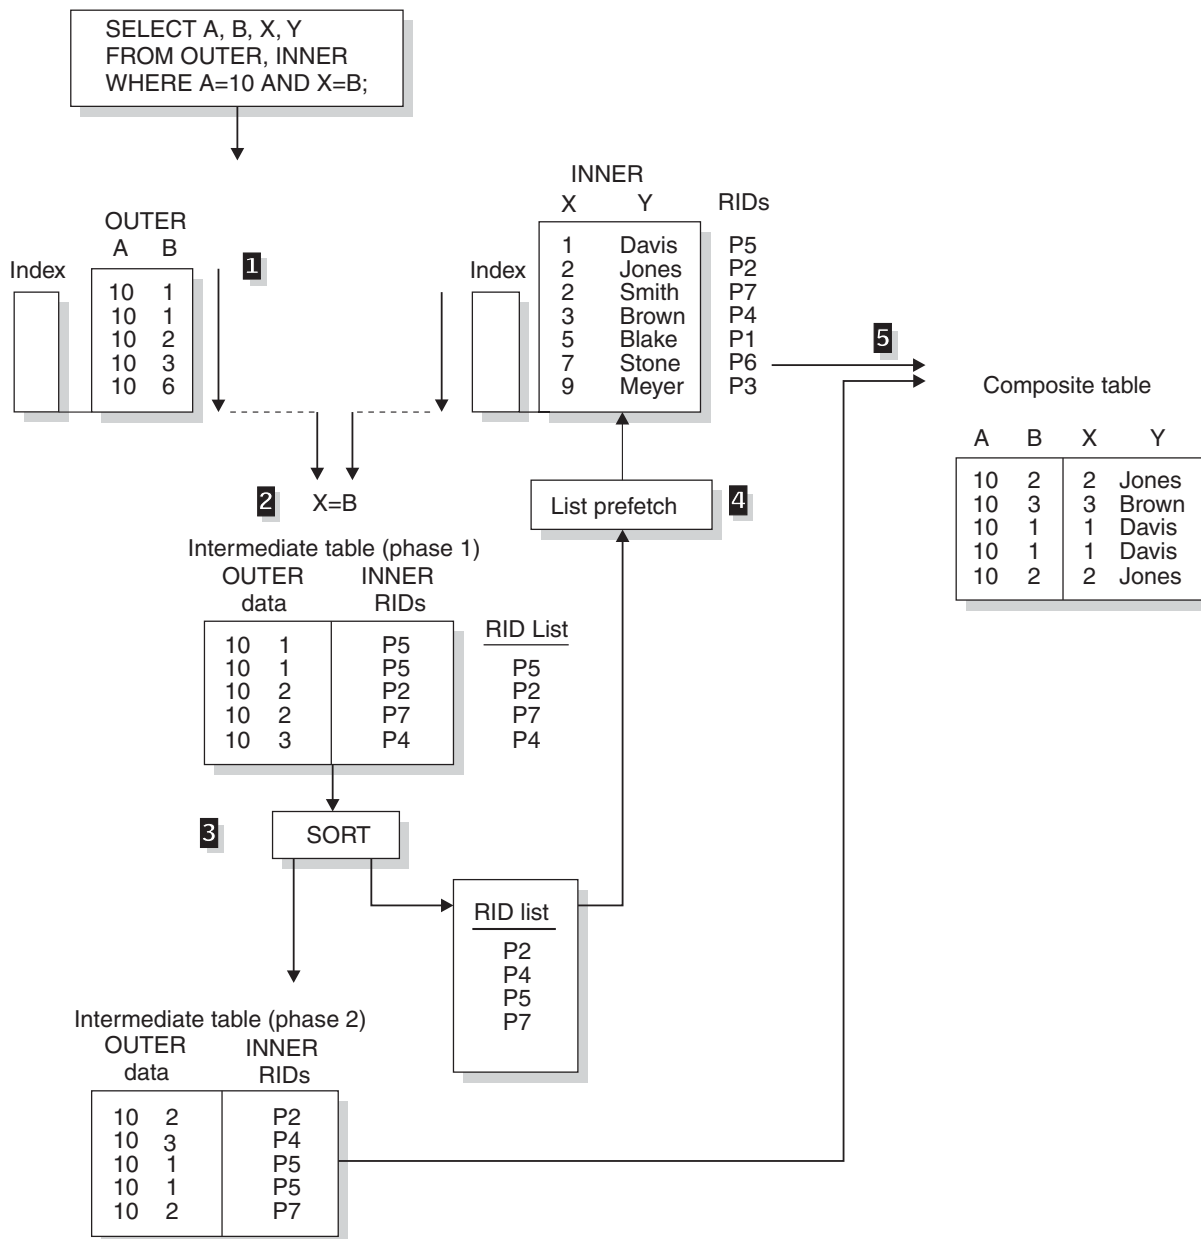 SELECT A, B, X, Y
FROM OUTER, INNER
WHERE A=10 AND X=B;
OUTER
A B
Index
10 1
10 1
10 2
10 3
10 6
1
INNER
X Y RIDs
Index
1 Davis P5
2 Jones P2
2 Smith P7
3 Brown P4
5 Blake P1
7 Stone P6
9 Meyer P3
5
Composite table
A B X Y
10 2 2 Jones
10 3 3 Brown
10 1 1 Davis
10 1 1 Davis
10 2 2 Jones
2 X=B
List prefetch 4
Intermediate table (phase 1)
OUTER INNER
data RIDs
10 1 P5
10 1 P5
10 2 P2
10 2 P7
10 3 P4
RID List
P5
P2
P7
P4
3 SORT
RID list
P2
P4
P5
P7
Intermediate table (phase 2)
OUTER INNER
data RIDs
10 2 P2
10 3 P4
10 1 P5
10 1 P5
10 2 P7